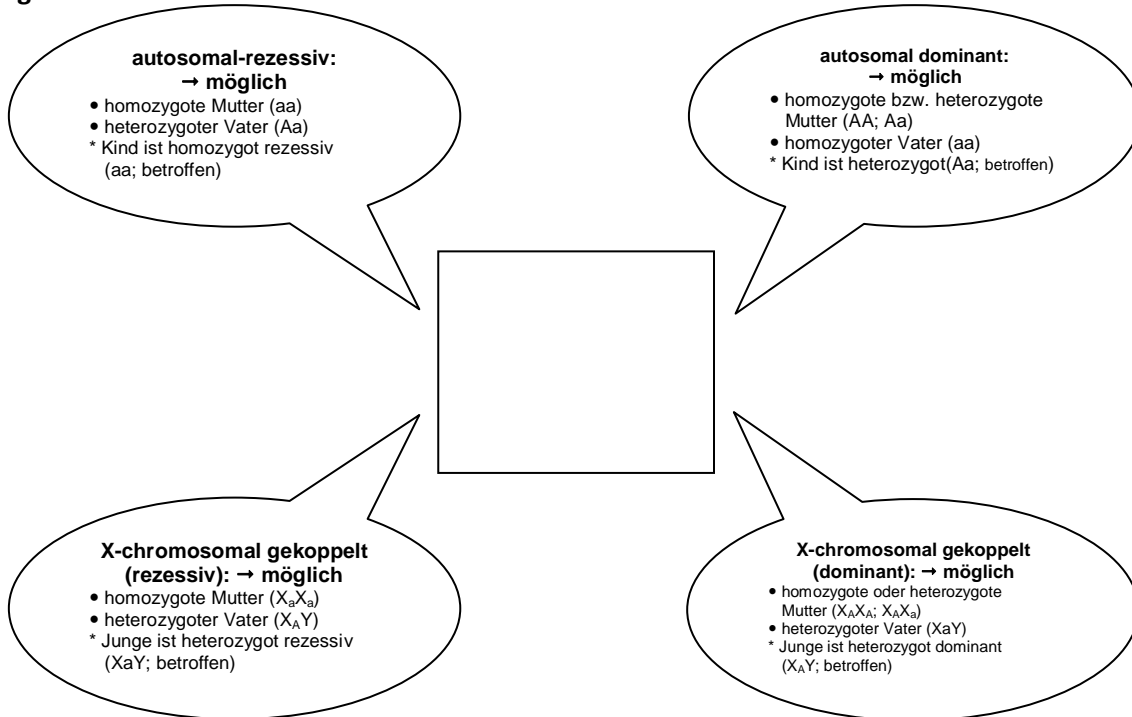 autosomal-rezessiv:
→ möglich
• homozygote Mutter (aa)
• heterozygoter Vater (Aa)
* Kind ist homozygot rezessiv
(aa; betroffen)
autosomal dominant:
→ möglich
• homozygote bzw. heterozygote
Mutter (AA; Aa)
• homozygoter Vater (aa)
* Kind ist heterozygot(Aa; betroffen)
X-chromosomal gekoppelt
(rezessiv): → möglich
• homozygote Mutter (XaXa)
• heterozygoter Vater (XAY)
* Junge ist heterozygot rezessiv
(XaY; betroffen)
X-chromosomal gekoppelt
(dominant): → möglich
• homozygote oder heterozygote
Mutter (XAXA; XAXa)
• heterozygoter Vater (XaY)
* Junge ist heterozygot dominant
(XAY; betroffen)